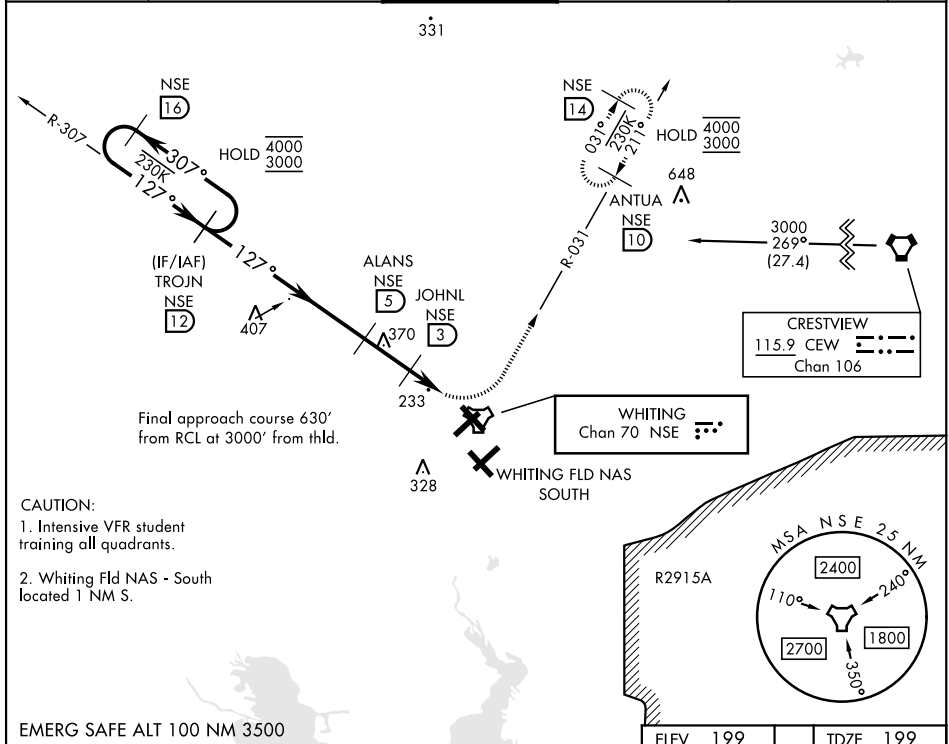 331
NSE
16
R-307
307°
230K
127°
HOLD 4000
3000
NSE
14
031°
230K
211°
HOLD 4000
3000
648
ANTUA
NSE
10
R-031
3000
269°
(27.4)
127°
(IF/IAF)
TROJN
NSE
12
407
ALANS
NSE
5
370
JOHNL
NSE
3
233
CRESTVIEW
115.9 CEW
Chan 106
Final approach course 630’
from RCL at 3000’ from thld.
WHITING
Chan 70 NSE
328
WHITING FLD NAS
SOUTH
CAUTION:
1. Intensive VFR student
training all quadrants.
2. Whiting Fld NAS - South
located 1 NM S.
R2915A
MSA NSE 25 NM
2400
110°
240°
2700
1800
350°
EMERG SAFE ALT 100 NM 3500
ELEV 199
TDZE 199